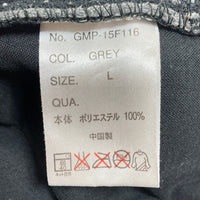 No. GMP-15F116
COL. GREY
SIZE. L
QUA.
本体 ポリエステル 100%
中国製